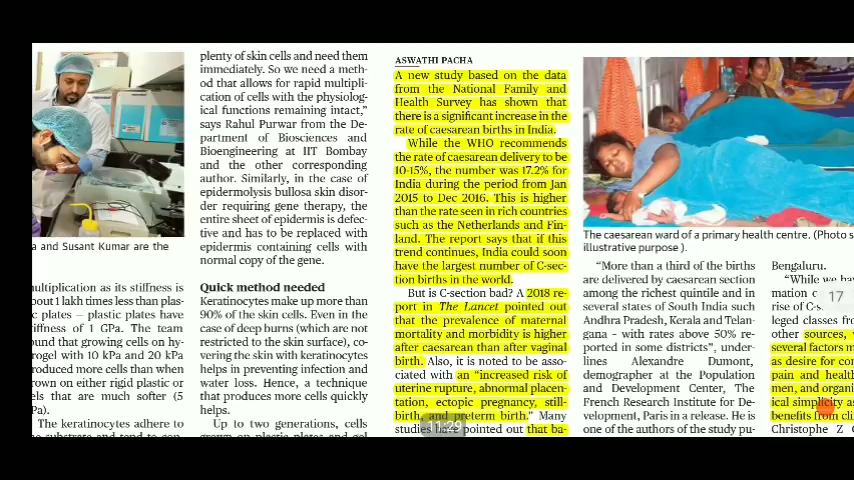 a and Susant Kumar are the
multiplication as its stiffness is
bout 1 lakh times less than plas-
c plates — plastic plates have
iffness of 1 GPa. The team
ound that growing cells on hy-
rogel with 10 kPa and 20 kPa
roduced more cells than when
rown on either rigid plastic or
els that are much softer (5
Pa).
The keratinocytes adhere to
substrate and tend to con-
plenty of skin cells and need them
immediately. So we need a meth-
od that allows for rapid multipli-
cation of cells with the physiolog-
ical functions remaining intact,"
says Rahul Purwar from the De-
partment of Biosciences and
Bioengineering at IIT Bombay
and the other corresponding
author. Similarly, in the case of
epidermolysis bullosa skin disor-
der requiring gene therapy, the
entire sheet of epidermis is defec-
tive and has to be replaced with
epidermis containing cells with
normal copy of the gene.
Quick method needed
Keratinocytes make up more than
90% of the skin cells. Even in the
case of deep burns (which are not
restricted to the skin surface), co-
vering the skin with keratinocytes
helps in preventing infection and
water loss. Hence, a technique
that produces more cells quickly
helps.
Up to two generations, cells
grown on plastic plates and gel
ASWATHI PACHA
A new study based on the data
from the National Family and
Health Survey has shown that
there is a significant increase in the
rate of caesarean births in India.
While the WHO recommends
the rate of caesarean delivery to be
10-15%, the number was 17.2% for
India during the period from Jan
2015 to Dec 2016. This is higher
than the rate seen in rich countries
such as the Netherlands and Fin-
land. The report says that if this
trend continues, India could soon
have the largest number of C-sec-
tion births in the world.
But is C-section bad? A 2018 re-
port in The Lancet pointed out
that the prevalence of maternal
mortality and morbidity is higher
after caesarean than after vaginal
birth. Also, it is noted to be asso-
ciated with an "increased risk of
uterine rupture, abnormal placen-
tation, ectopic pregnancy, still-
birth, and preterm birth." Many
studies have pointed out that ba-
11:29
The caesarean ward of a primary health centre. (Photo s
illustrative purpose ).
"More than a third of the births
are delivered by caesarean section
among the richest quintile and in
several states of South India such
Andhra Pradesh, Kerala and Telan-
gana - with rates above 50% re-
ported in some districts", under-
lines Alexandre Dumont,
demographer at the Population
and Development Center, The
French Research Institute for De-
velopment, Paris in a release. He is
one of the authors of the study pu-
Bengaluru.
"While we ha
mation c
rise of C-s
leged classes fr
other sources,
several factors m
as desire for con
pain and health
men, and organi
ical simplicity as
benefits from cli
Christophe Z G
17